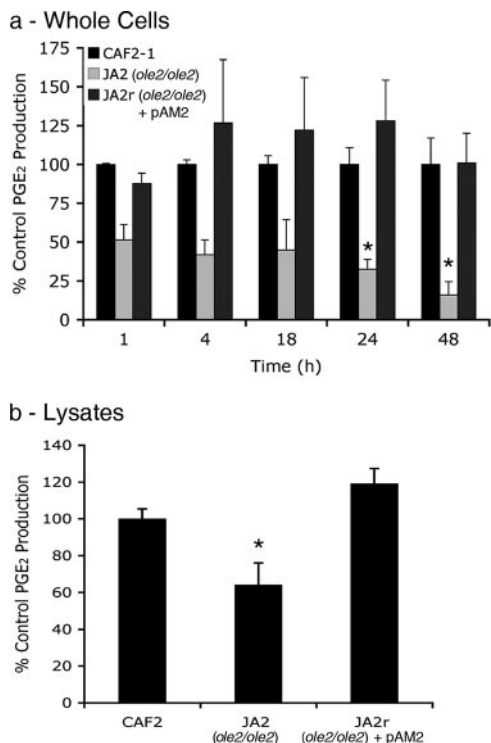 a - Whole Cells
CAF2-1
JA2 (ole2/ole2)
JA2r (ole2/ole2)
+ pAM2
% Control PGE2 Production
175
150
125
100
75
50
25
0
* *
1 4 18 24 48
Time (h)
b - Lysates
% Control PGE2 Production
140
120
100
80
60
40
20
0
*
CAF2 JA2 JA2r
(ole2/ole2) (ole2/ole2) + pAM2